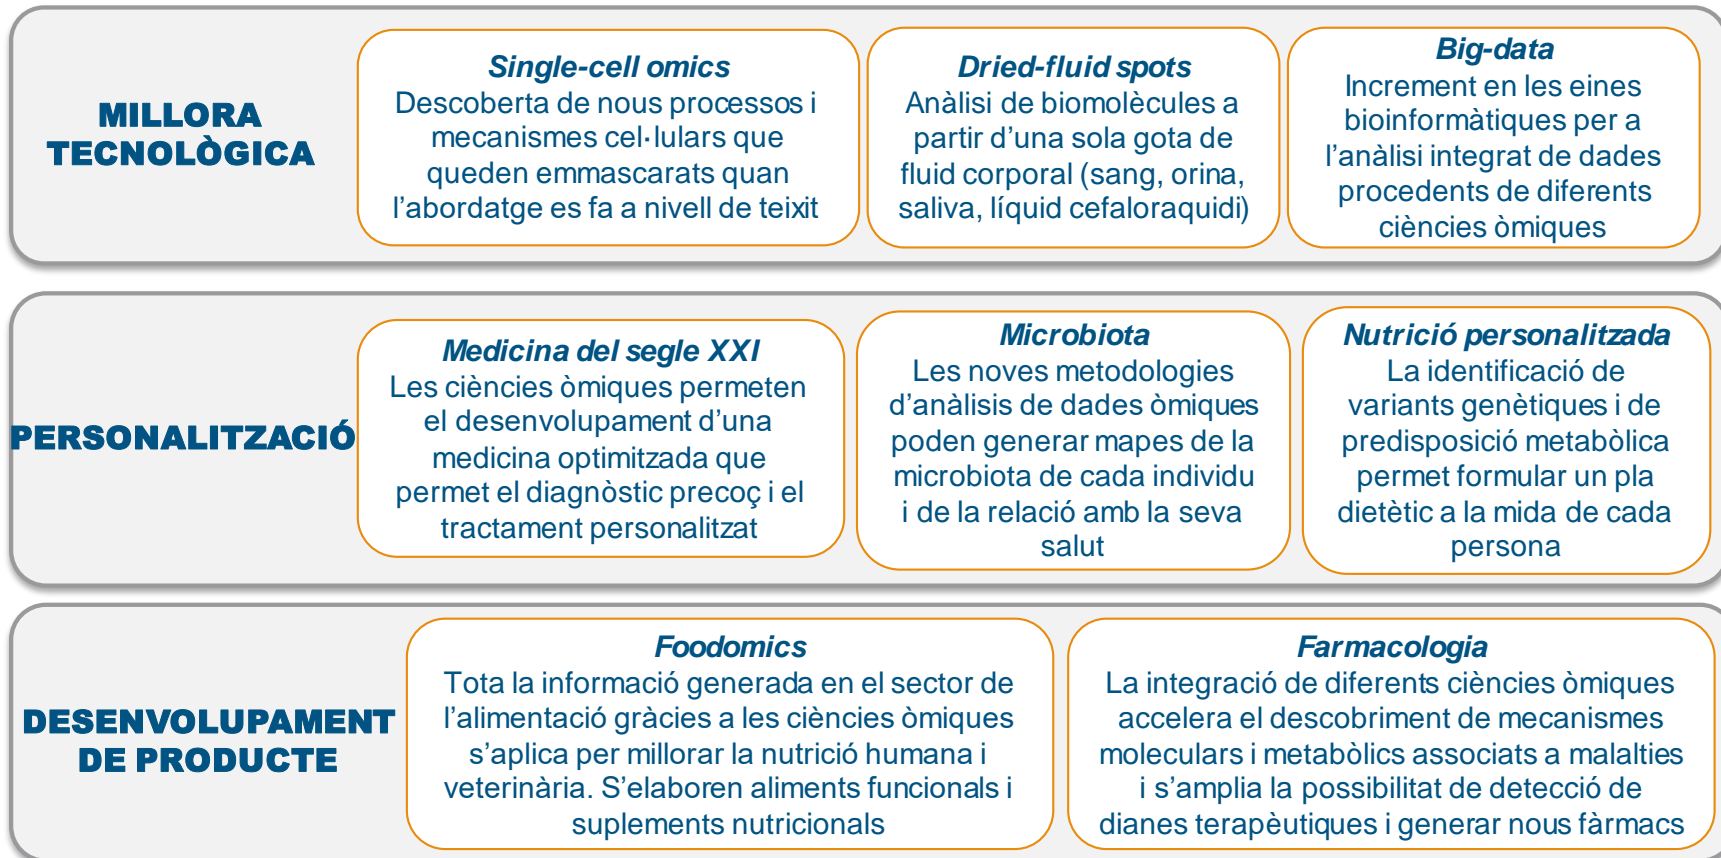 MILLORA
TECNOLÒGICA
Single-cell omics
Descoberta de nous processos i
mecanismes cel·lulars que
queden emmascarats quan
l'abordatge es fa a nivell de teixit
Dried-fluid spots
Anàlisi de biomolècules a
partir d'una sola gota de
fluid corporal (sang, orina,
saliva, líquid cefaloraquidi)
Big-data
Increment en les eines
bioinformàtiques per a
l'anàlisi integrat de dades
procedents de diferents
ciències òmiques
PERSONALITZACIÓ
Medicina del segle XXI
Les ciències òmiques permeten
el desenvolupament d'una
medicina optimitzada que
permet el diagnòstic precoç i el
tractament personalitzat
Microbiota
Les noves metodologies
d'anàlisis de dades òmiques
poden generar mapes de la
microbiota de cada individu
i de la relació amb la seva
salut
Nutrició personalitzada
La identificació de
variants genètiques i de
predisposició metabòlica
permet formular un pla
dietètic a la mida de cada
persona
DESENVOLUPAMENT
DE PRODUCTE
Foodomics
Tota la informació generada en el sector de
l'alimentació gràcies a les ciències òmiques
s'aplica per millorar la nutrició humana i
veterinària. S'elaboren aliments funcionals i
suplements nutricionals
Farmacologia
La integració de diferents ciències òmiques
accelera el descobriment de mecanismes
moleculars i metabòlics associats a malalties
i s'amplia la possibilitat de detecció de
dianes terapèutiques i generar nous fàrmacs